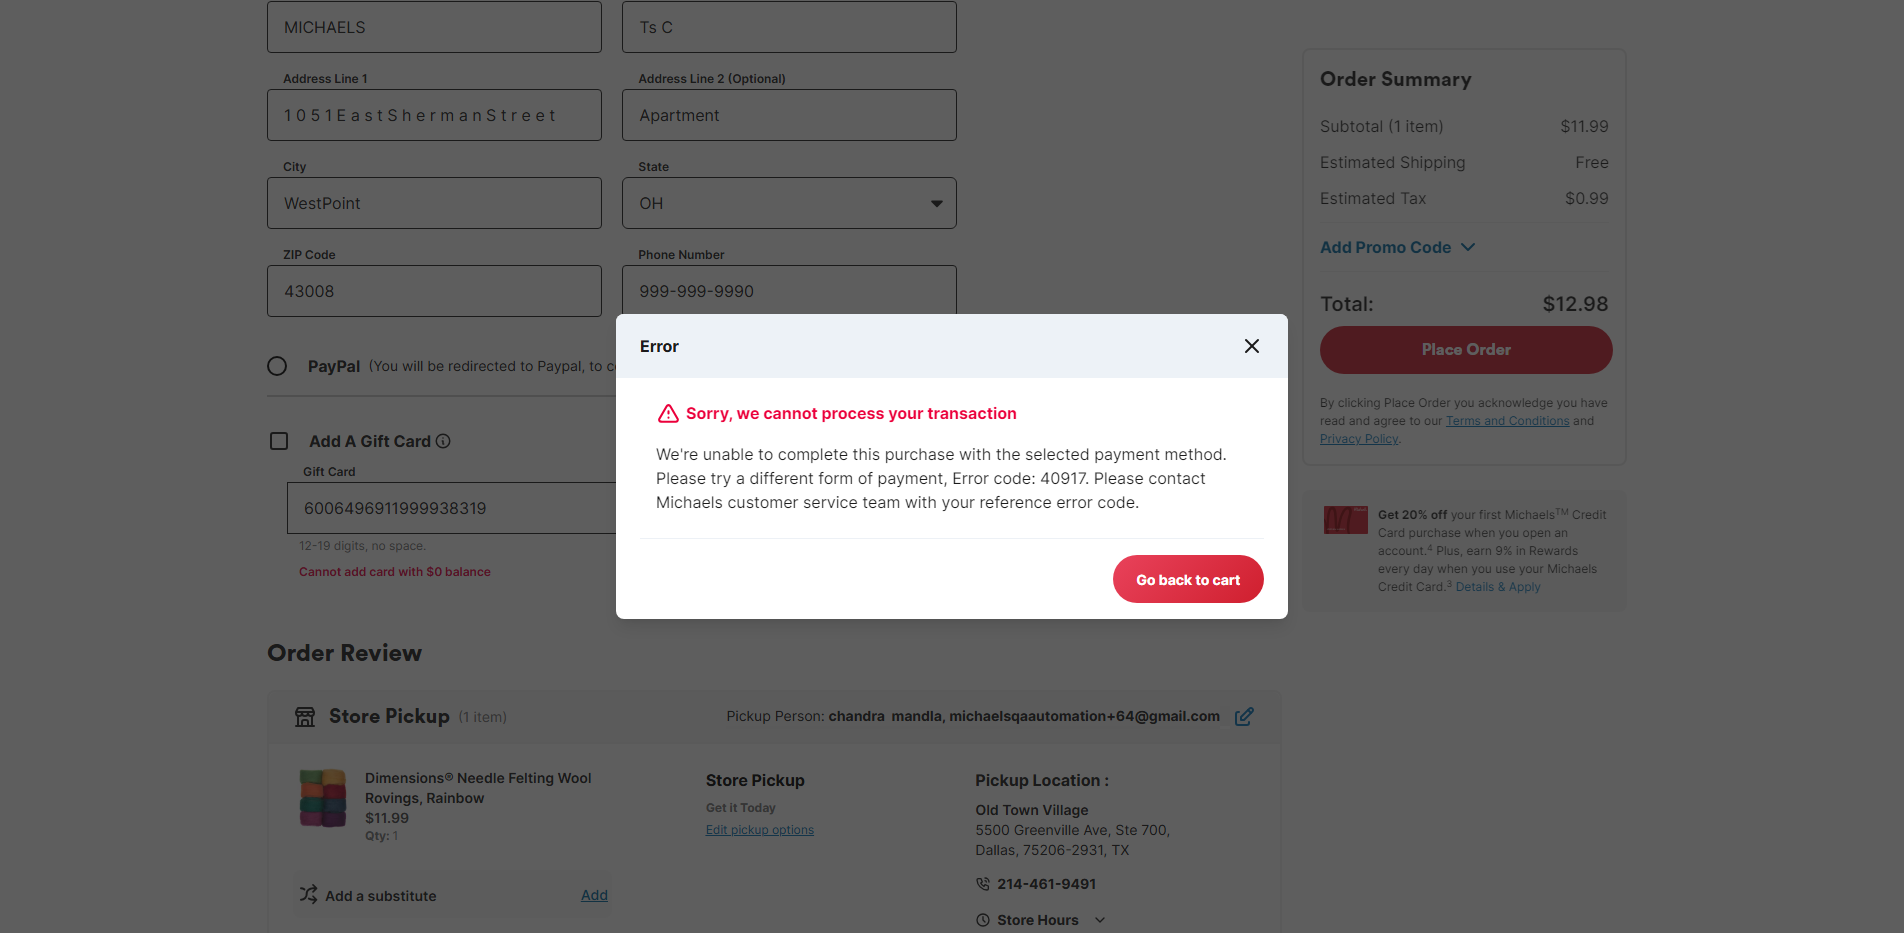 MICHAELS
Ts C
Address Line 1
Address Line 2 (Optional)
1 0 5 1 E a s t S h e r m a n S t r e e t
Apartment
City
State
WestPoint
OH
ZIP Code
Phone Number
43008
999-999-9990
PayPal (You will be redirected to Paypal, to c
Add A Gift Card
Gift Card
6006496911999938319
12-19 digits, no space.
Cannot add card with $0 balance
Error
Sorry, we cannot process your transaction
We're unable to complete this purchase with the selected payment method.
Please try a different form of payment, Error code: 40917. Please contact
Michaels customer service team with your reference error code.
Go back to cart
Order Summary
Subtotal (1 item) $11.99
Estimated Shipping Free
Estimated Tax $0.99
Add Promo Code
Total: $12.98
Place Order
By clicking Place Order you acknowledge you have
read and agree to our Terms and Conditions and
Privacy Policy.
Get 20% off your first Michaels™ Credit
Card purchase when you open an
account.⁴ Plus, earn 9% in Rewards
every day when you use your Michaels
Credit Card.³ Details & Apply
Order Review
Store Pickup (1 item)
Pickup Person: chandra mandla, michaelsqaautomation+64@gmail.com
Dimensions® Needle Felting Wool
Rovings, Rainbow
$11.99
Qty: 1
Add a substitute
Add
Store Pickup
Get it Today
Edit pickup options
Pickup Location :
Old Town Village
5500 Greenville Ave, Ste 700,
Dallas, 75206-2931, TX
214-461-9491
Store Hours